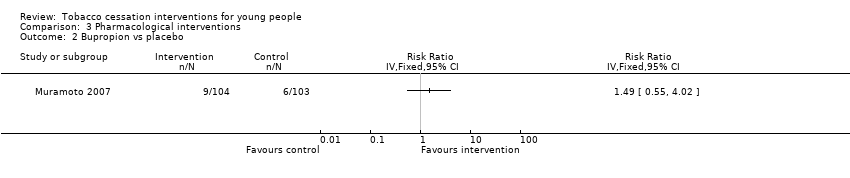 Review: Tobacco cessation interventions for young people
Comparison: 3 Pharmacological interventions
Outcome: 2 Bupropion vs placebo
Study or subgroup Intervention Control Risk Ratio Risk Ratio
n/N n/N IV,Fixed,95% CI IV,Fixed,95% CI
Muramoto 2007 9/104 6/103 1.49 [ 0.55, 4.02 ]
0.01 0.1 1 10 100
Favours control Favours intervention